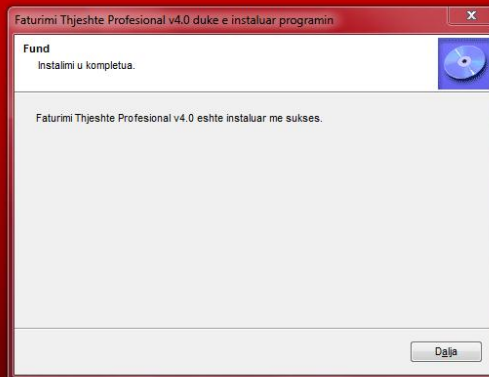 Faturimi Thjeshte Profesional v4.0 duke e instaluar programin
Fund
Instalimi u kompletua.
Faturimi Thjeshte Profesional v4.0 eshte instaluar me sukses.
Dalja